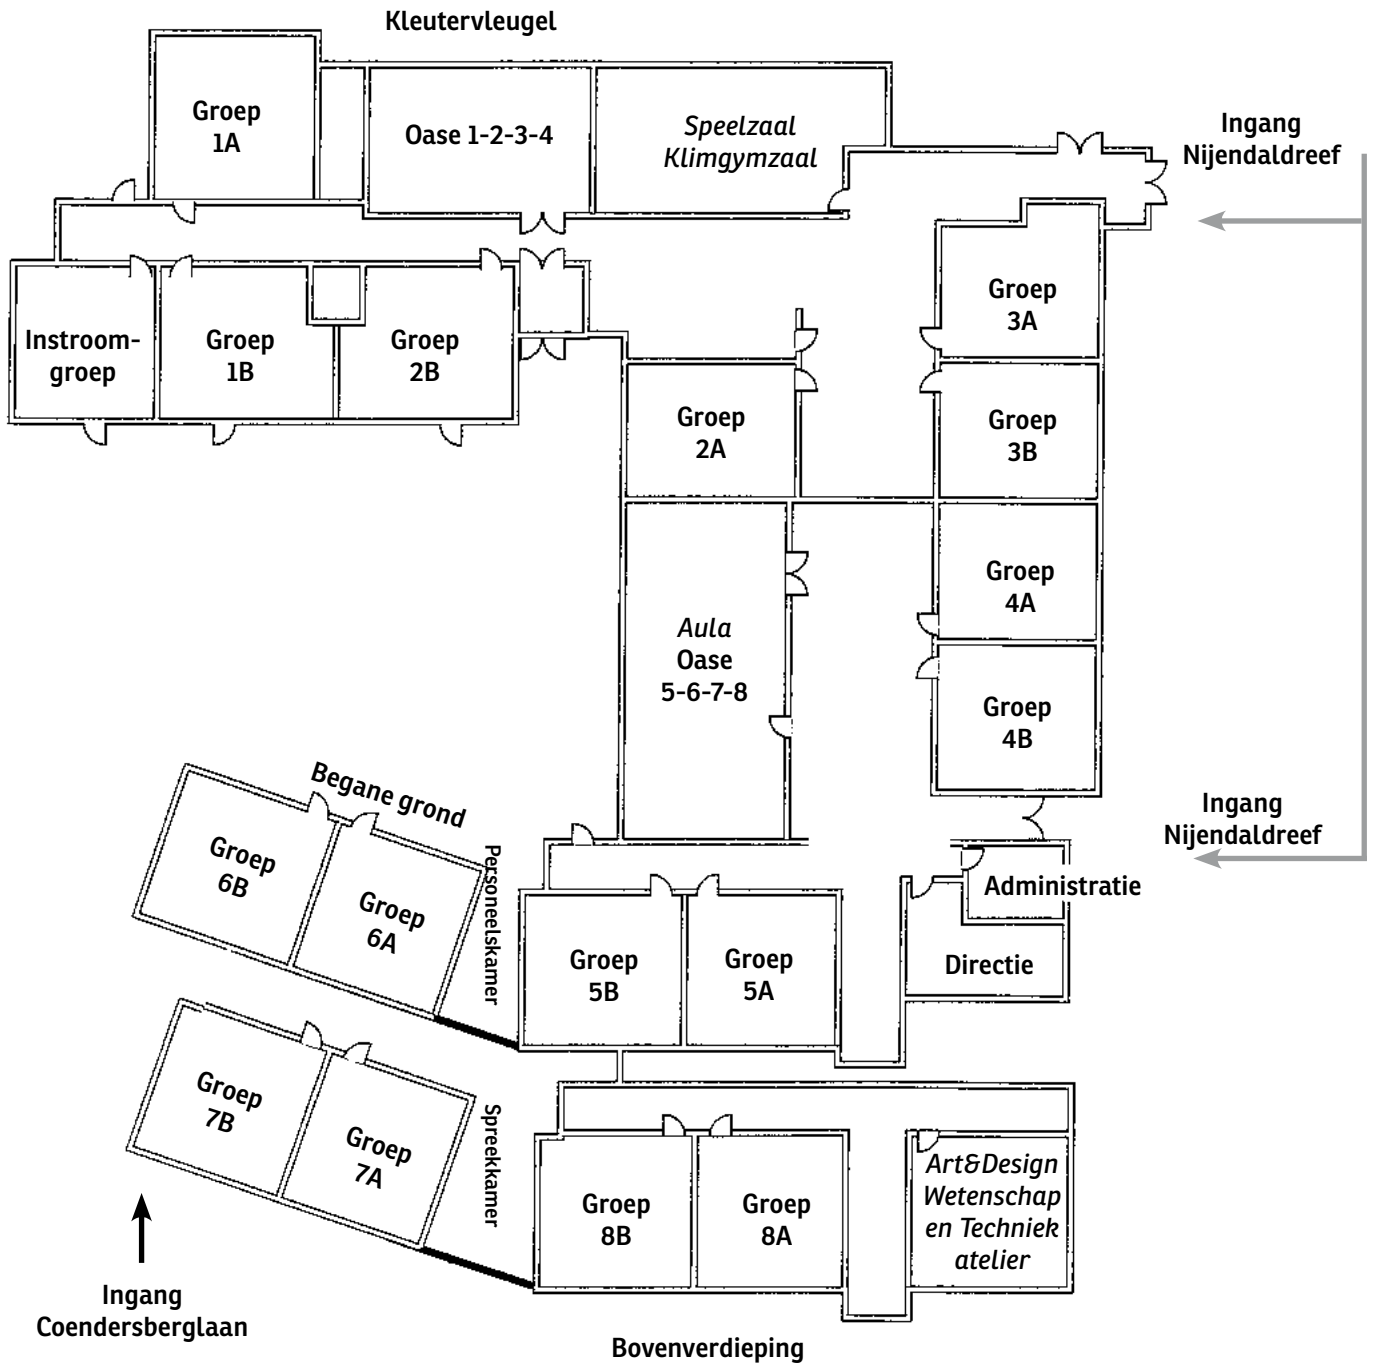 Kleutervleugel
Groep
1A
Oase 1-2-3-4
Speelzaal
Klimgymzaal
Ingang
Nijendaldreef
Instroom-
groep
Groep
1B
Groep
2B
Groep
3A
Groep
2A
Groep
3B
Groep
4A
Aula
Oase
5-6-7-8
Groep
4B
Begane grond
Ingang
Nijendaldreef
Groep
6B
Groep
6A
Personeelskamer
Administratie
Groep
5B
Groep
5A
Directie
Groep
7B
Groep
7A
Spreekkamer
Groep
8B
Groep
8A
Art&Design
Wetenschap
en Techniek
atelier
Ingang
Coendersberglaan
Bovenverdieping